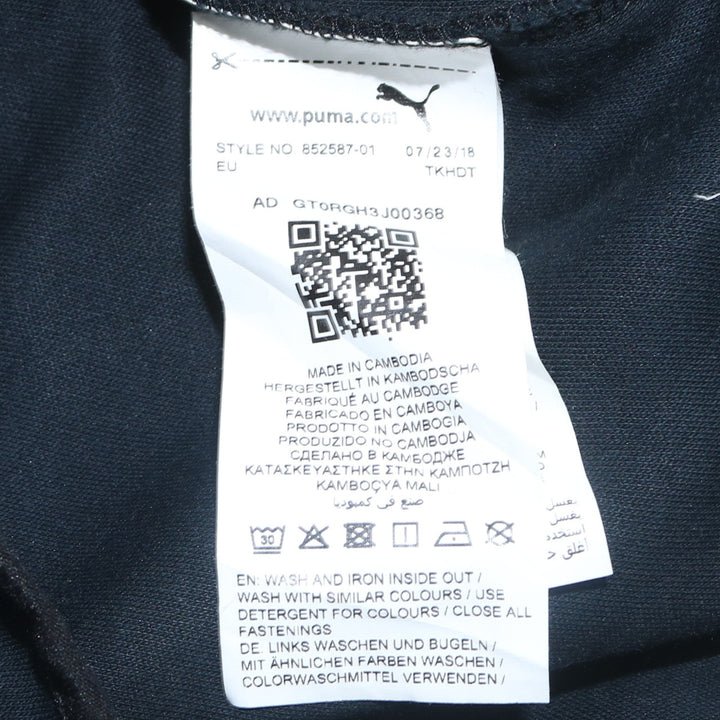 www.puma.com
STYLE NO. 852587-01 07/23/18
EU TKHDT
AD GT0RGH3J00368
MADE IN CAMBODIA
HERGESTELLT IN KAMBODSCHA
FABRIQUÉ AU CAMBODGE
FABRICADO EN CAMBOYA
PRODOTTO IN CAMBOGIA
PRODUZIDO NO CAMBODJA
СДЕЛАНО В КАМБОДЖЕ
ΚΑΤΑΣΚΕΥΑΣΤΗΚΕ ΣΤΗΝ ΚΑΜΠΟΤΖΗ
KAMBOÇYA MALI
صنع في كمبوديا
30
EN: WASH AND IRON INSIDE OUT /
WASH WITH SIMILAR COLOURS / USE
DETERGENT FOR COLOURS / CLOSE ALL
FASTENINGS
DE: LINKS WASCHEN UND BÜGELN /
MIT ÄHNLICHEN FARBEN WASCHEN /
COLORWASCHMITTEL VERWENDEN /